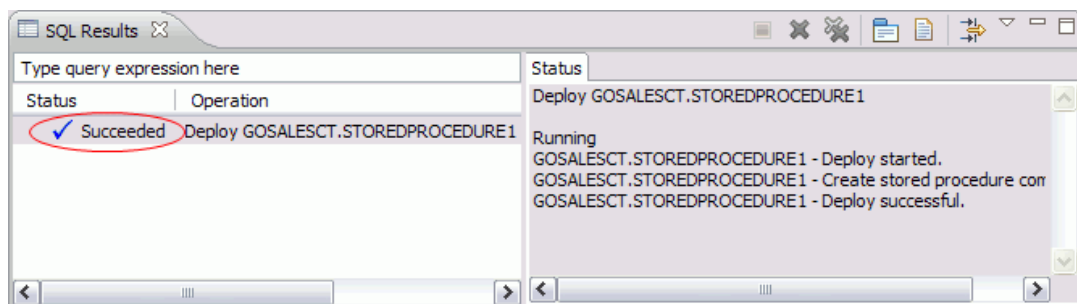 SQL Results
Type query expression here
Status Operation
Succeeded Deploy GOSALESCT.STOREDPROCEDURE1
Status
Deploy GOSALESCT.STOREDPROCEDURE1
Running
GOSALESCT.STOREDPROCEDURE1 - Deploy started.
GOSALESCT.STOREDPROCEDURE1 - Create stored procedure com
GOSALESCT.STOREDPROCEDURE1 - Deploy successful.